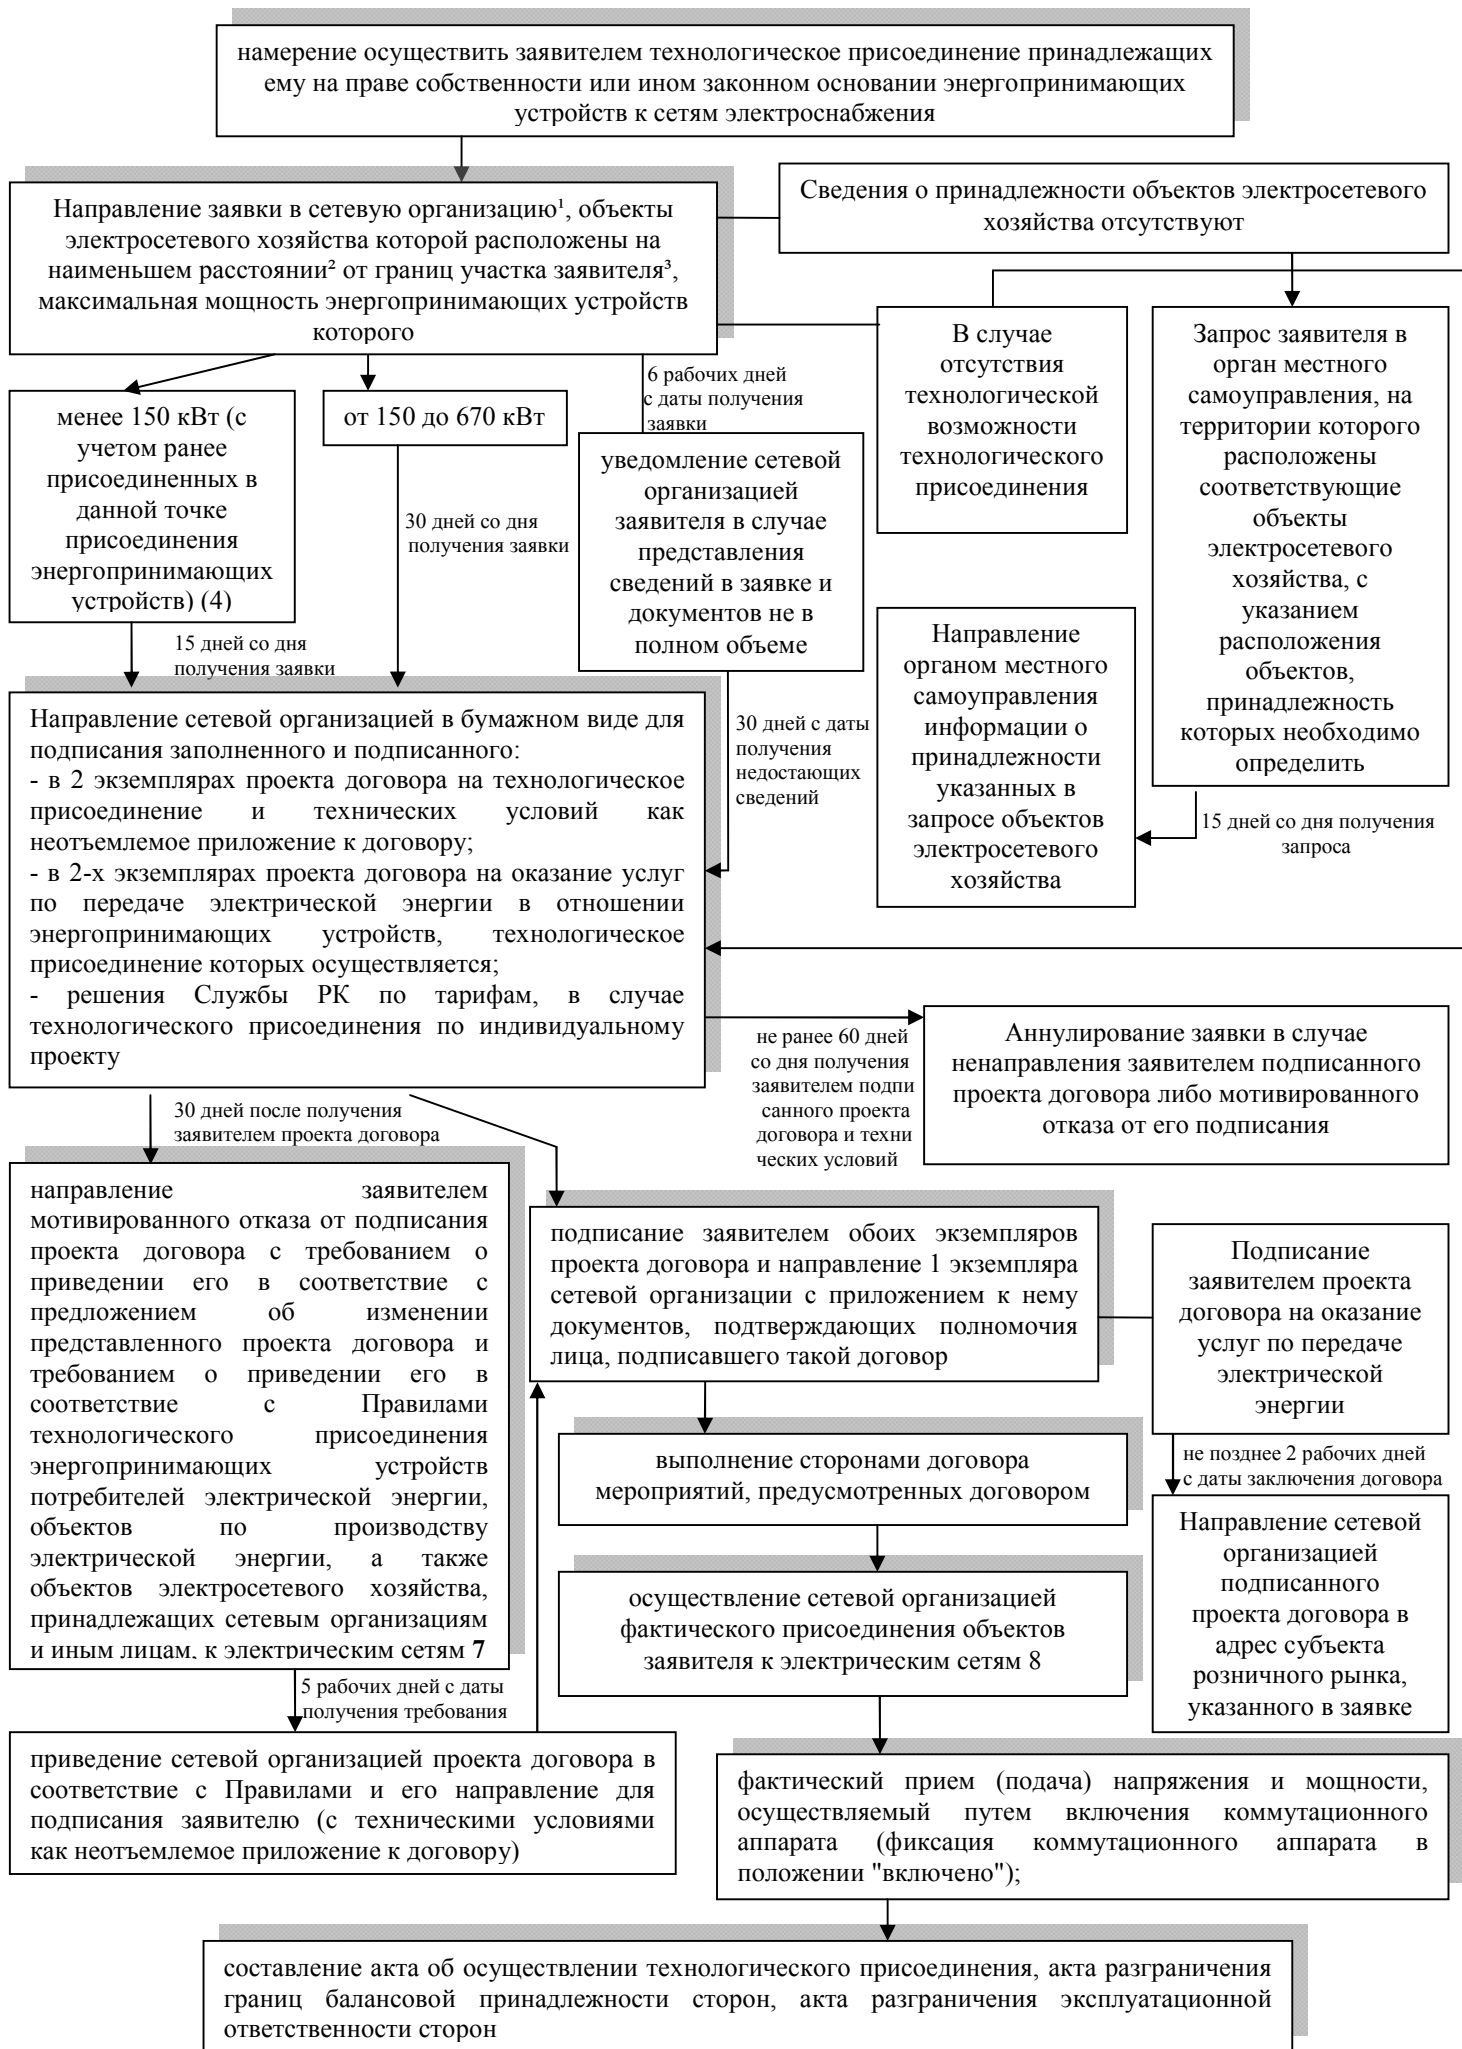 намерение осуществить заявителем технологическое присоединение принадлежащих
ему на праве собственности или ином законном основании энергопринимающих
устройств к сетям электроснабжения
Направление заявки в сетевую организацию¹, объекты
электросетевого хозяйства которой расположены на
наименьшем расстоянии² от границ участка заявителя³,
максимальная мощность энергопринимающих устройств
которого
Сведения о принадлежности объектов электросетевого
хозяйства отсутствуют
менее 150 кВт (с
учетом ранее
присоединенных в
данной точке
присоединения
энергопринимающих
устройств) (4)
от 150 до 670 кВт
6 рабочих дней
с даты получения
заявки
уведомление сетевой
организацией
заявителя в случае
представления
сведений в заявке и
документов не в
полном объеме
В случае
отсутствия
технологической
возможности
технологического
присоединения
Запрос заявителя в
орган местного
самоуправления, на
территории которого
расположены
соответствующие
объекты
электросетевого
хозяйства, с
указанием
расположения
объектов,
принадлежность
которых необходимо
определить
30 дней со дня
получения заявки
15 дней со дня
получения заявки
Направление
органом местного
самоуправления
информации о
принадлежности
указанных в
запросе объектов
электросетевого
хозяйства
15 дней со дня получения
запроса
30 дней с даты
получения
недостающих
сведений
Направление сетевой организацией в бумажном виде для
подписания заполненного и подписанного:
- в 2 экземплярах проекта договора на технологическое
присоединение и технических условий как
неотъемлемое приложение к договору;
- в 2-х экземплярах проекта договора на оказание услуг
по передаче электрической энергии в отношении
энергопринимающих устройств, технологическое
присоединение которых осуществляется;
- решения Службы РК по тарифам, в случае
технологического присоединения по индивидуальному
проекту
не ранее 60 дней
со дня получения
заявителем подпи
санного проекта
договора и техни
ческих условий
Аннулирование заявки в случае
ненаправления заявителем подписанного
проекта договора либо мотивированного
отказа от его подписания
30 дней после получения
заявителем проекта договора
направление заявителем
мотивированного отказа от подписания
проекта договора с требованием о
приведении его в соответствие с
предложением об изменении
представленного проекта договора и
требованием о приведении его в
соответствие с Правилами
технологического присоединения
энергопринимающих устройств
потребителей электрической энергии,
объектов по производству
электрической энергии, а также
объектов электросетевого хозяйства,
принадлежащих сетевым организациям
и иным лицам, к электрическим сетям 7
подписание заявителем обоих экземпляров
проекта договора и направление 1 экземпляра
сетевой организации с приложением к нему
документов, подтверждающих полномочия
лица, подписавшего такой договор
Подписание
заявителем проекта
договора на оказание
услуг по передаче
электрической
энергии
не позднее 2 рабочих дней
с даты заключения договора
выполнение сторонами договора
мероприятий, предусмотренных договором
Направление сетевой
организацией
подписанного
проекта договора в
адрес субъекта
розничного рынка,
указанного в заявке
осуществление сетевой организацией
фактического присоединения объектов
заявителя к электрическим сетям 8
5 рабочих дней с даты
получения требования
приведение сетевой организацией проекта договора в
соответствие с Правилами и его направление для
подписания заявителю (с техническими условиями
как неотъемлемое приложение к договору)
фактический прием (подача) напряжения и мощности,
осуществляемый путем включения коммутационного
аппарата (фиксация коммутационного аппарата в
положении "включено");
составление акта об осуществлении технологического присоединения, акта разграничения
границ балансовой принадлежности сторон, акта разграничения эксплуатационной
ответственности сторон